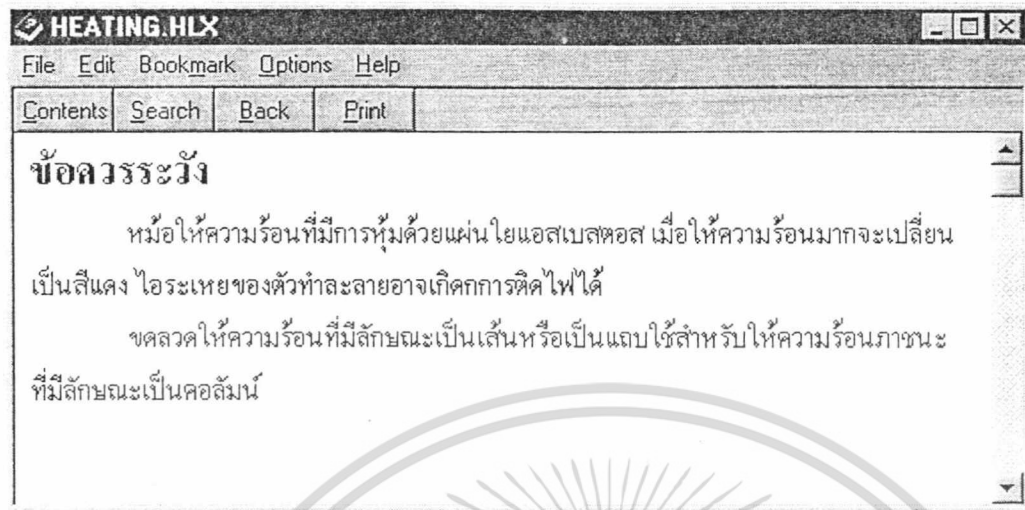 HEATING.HLX
File Edit Bookmark Options Help
Contents Search Back Print
ข้อควรระวัง
หม้อให้ความร้อนที่มีการหุ้มด้วยแผ่นใยแอสเบสตอส เมื่อให้ความร้อนมากจะเปลี่ยน
เป็นสีแดง ไอระเหยของตัวทำละลายอาจเกิดกการติดไฟได้
ขดลวดให้ความร้อนที่มีลักษณะเป็นเส้นหรือเป็นแถบใช้สำหรับให้ความร้อนภาชนะ
ที่มีลักษณะเป็นคอลัมน์